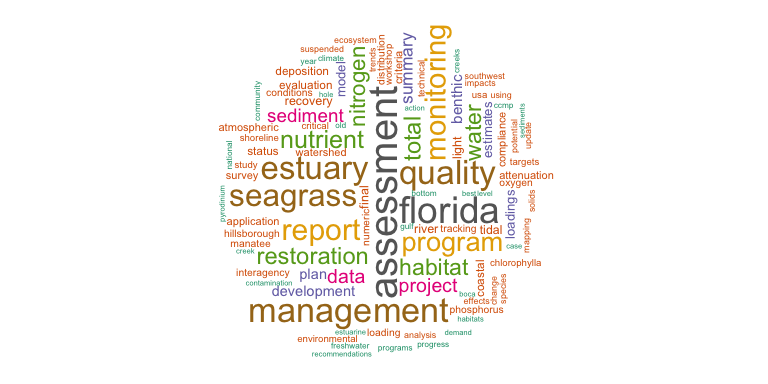 ecosystem
suspended
climate
year
deposition
evaluation
conditions
hole
recovery
model
nitrogen
trends
distribution
workshop
criteria
summary
technical
monitoring
creeks
benthic
southwest
impacts
usa using
ccmp
community
sediment
action
total
water
estimates
compliance
potential
sediments
update
atmospheric
critical
old
shoreline
nutrient
assessment
light
national
status
watershed
targets
study
estuary
quality
attenuation
survey
oxygen
seagrass
final
bottom
best
level
solids
pyrodinium
numeric
florida
loadings
application
report
gulf
river
tracking
tidal
hillsborough
manatee
program
case
mapping
creek
restoration
habitat
coastal
chlorophylla
interagency
plan
data
project
change
species
contamination
development
boca
effects
management
phosphorus
habitats
estuarine
loading
analysis
demand
environmental
freshwater
programs
progress
recommendations